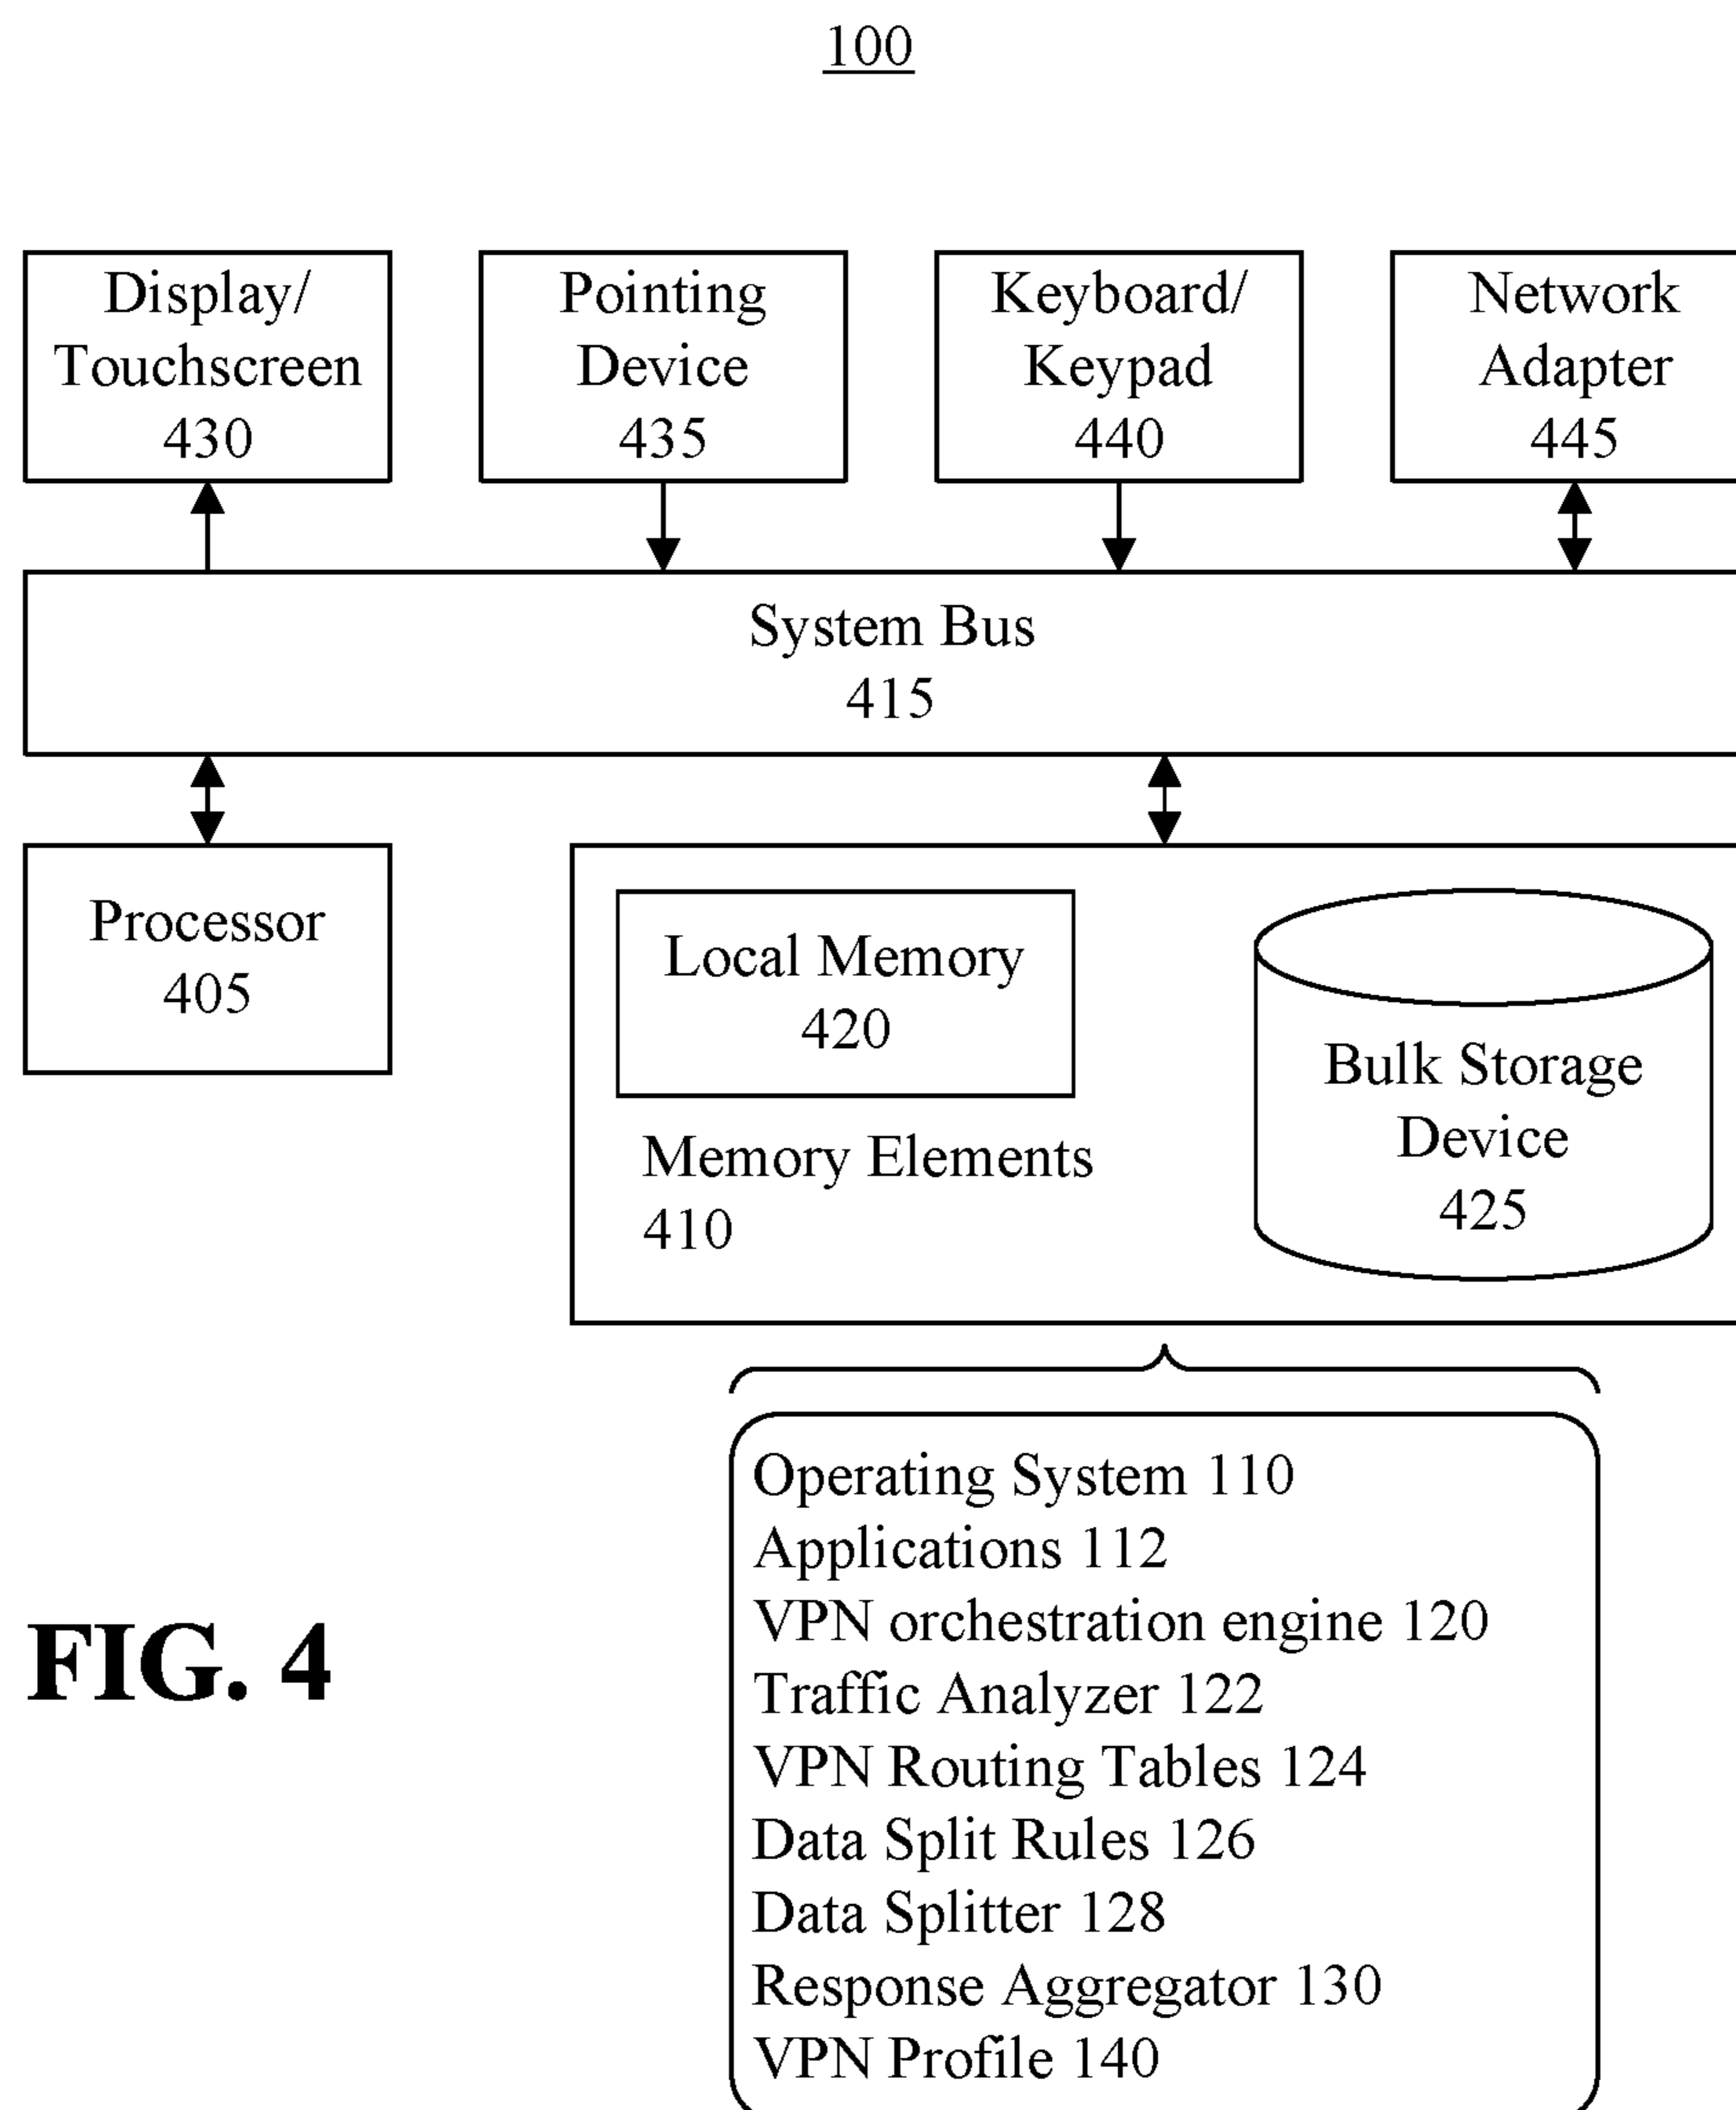 100
Display/
Touchscreen
430
Pointing
Device
435
Keyboard/
Keypad
440
Network
Adapter
445
System Bus
415
Processor
405
Local Memory
420
Memory Elements
410
Bulk Storage
Device
425
Operating System 110
Applications 112
VPN orchestration engine 120
Traffic Analyzer 122
VPN Routing Tables 124
Data Split Rules 126
Data Splitter 128
Response Aggregator 130
VPN Profile 140
FIG. 4